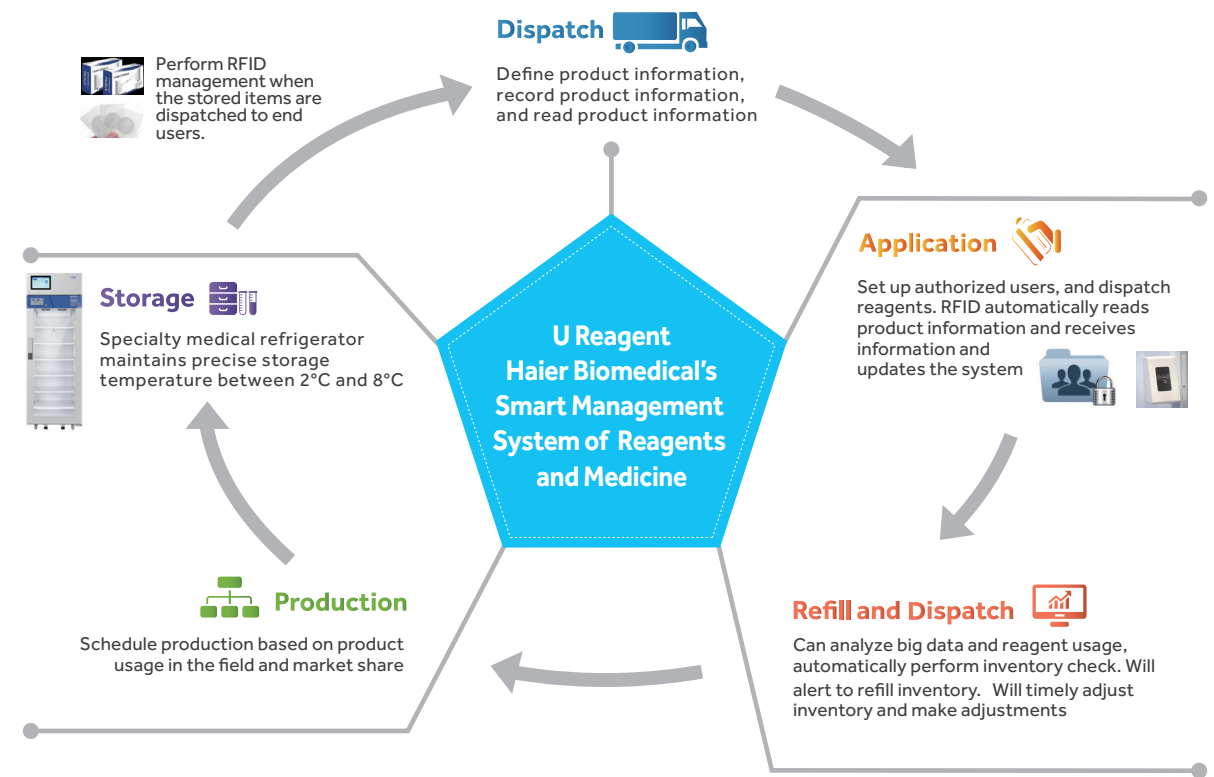 Dispatch
Define product information,
record product information,
and read product information
Perform RFID
management when
the stored items are
dispatched to end
users.
Application
Set up authorized users, and dispatch
reagents. RFID automatically reads
product information and receives
information and
updates the system
Storage
Specialty medical refrigerator
maintains precise storage
temperature between 2°C and 8°C
U Reagent
Haier Biomedical’s
Smart Management
System of Reagents
and Medicine
Production
Schedule production based on product
usage in the field and market share
Refill and Dispatch
Can analyze big data and reagent usage,
automatically perform inventory check. Will
alert to refill inventory. Will timely adjust
inventory and make adjustments